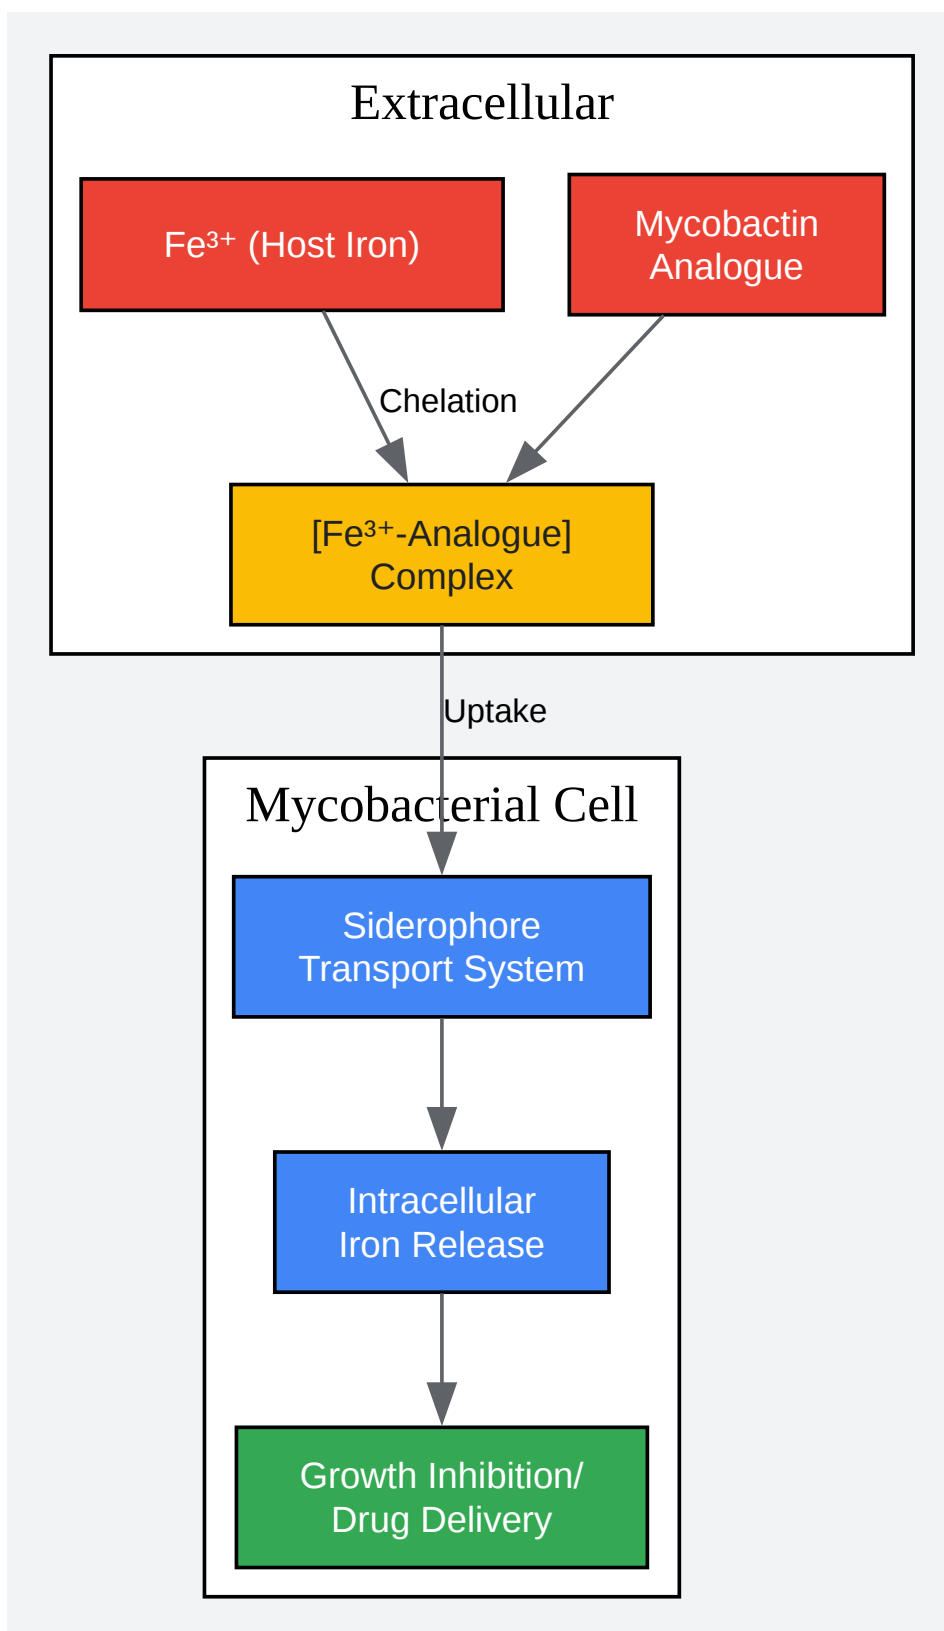 Extracellular
Fe³⁺ (Host Iron)
Mycobactin
Analogue
Chelation
[Fe³⁺-Analogue]
Complex
Uptake
Mycobacterial Cell
Siderophore
Transport System
Intracellular
Iron Release
Growth Inhibition/
Drug Delivery